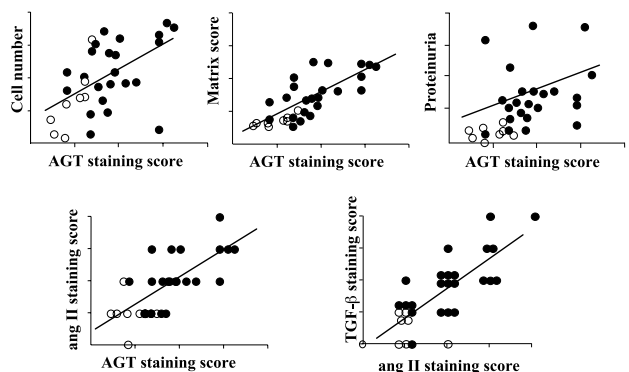 Cell number
AGT staining score
Matrix score
AGT staining score
Proteinuria
AGT staining score
ang II staining score
AGT staining score
TGF-β staining score
ang II staining score